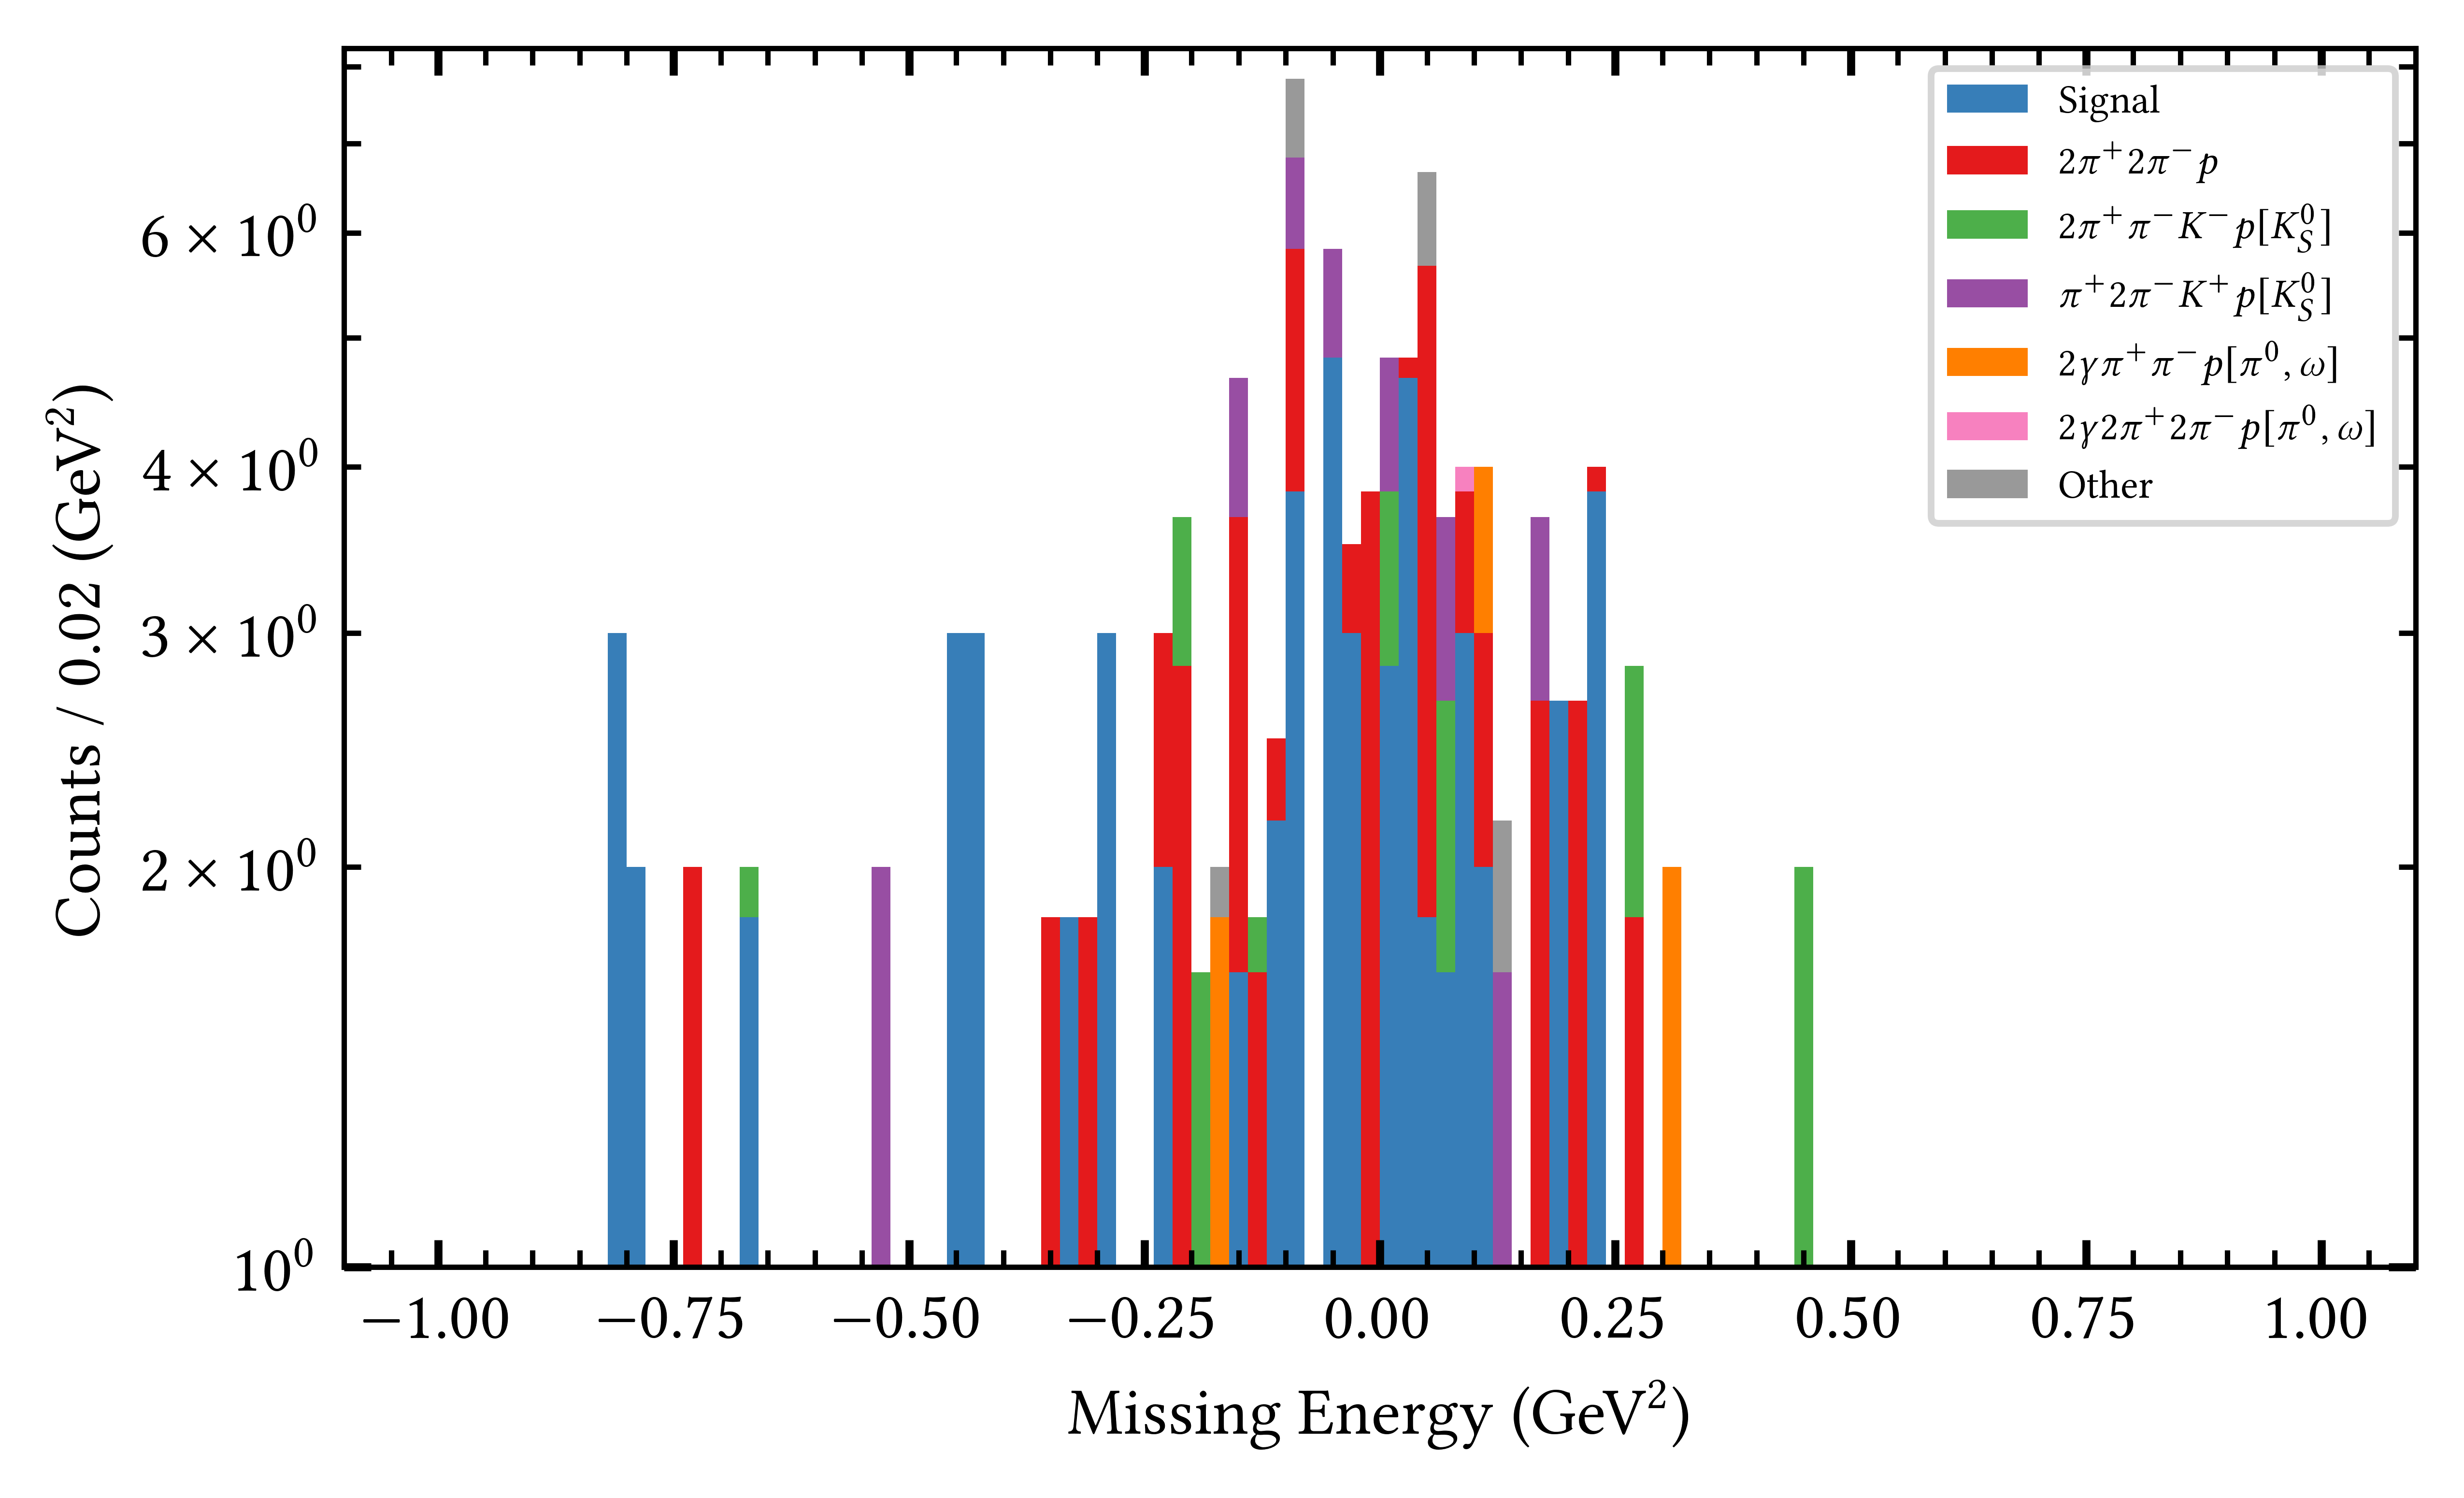 Signal
2π⁺2π⁻p
2π⁺π⁻K⁻p[K⁰_S]
π⁺2π⁻K⁺p[K⁰_S]
2γπ⁺π⁻p[π⁰, ω]
2γ2π⁺2π⁻p[π⁰, ω]
Other
Counts / 0.02 (GeV²)
6 × 10⁰
4 × 10⁰
3 × 10⁰
2 × 10⁰
10⁰
−1.00 −0.75 −0.50 −0.25 0.00 0.25 0.50 0.75 1.00
Missing Energy (GeV²)